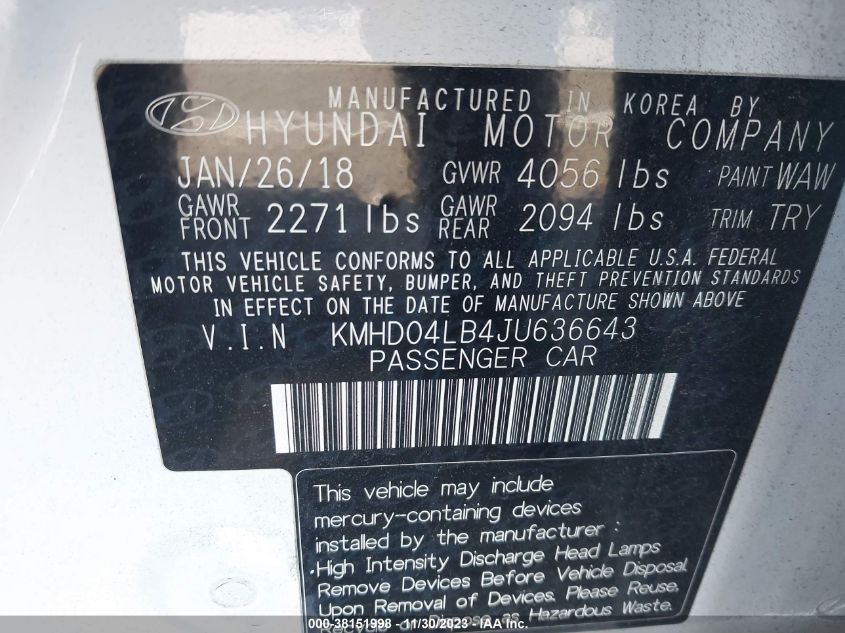 MANUFACTURED IN KOREA BY
HYUNDAI MOTOR COMPANY
JAN/26/18 GVWR 4056 lbs PAINT WAW
GAWR FRONT 2271 lbs GAWR REAR 2094 lbs TRIM TRY
THIS VEHICLE CONFORMS TO ALL APPLICABLE U.S.A. FEDERAL
MOTOR VEHICLE SAFETY, BUMPER, AND THEFT PREVENTION STANDARDS
IN EFFECT ON THE DATE OF MANUFACTURE SHOWN ABOVE
V.I.N KMHD04LB4JU636643
PASSENGER CAR
This vehicle may include
mercury-containing devices
installed by the manufacturer :
·High Intensity Discharge Head Lamps
Remove Devices Before Vehicle Disposal.
Upon Removal of Devices, Please Reuse,
Recycle or Dispose as Hazardous Waste.
000-38151998 - 11/30/2023 - IAA Inc.